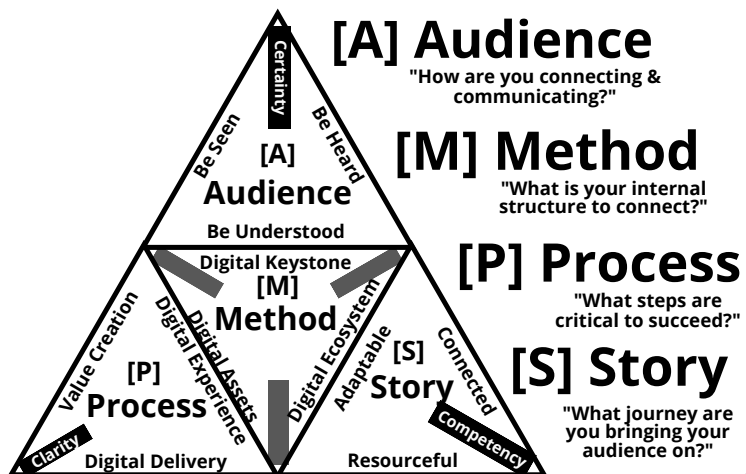 Certainty
Be Seen
Be Heard
[A]
Audience
Be Understood
Digital Keystone
[M]
Method
Digital Assets
Digital Ecosystem
Value Creation
Digital Experience
[P]
Process
Clarity
Digital Delivery
Adaptable
Connected
[S]
Story
Competency
Resourceful
[A] Audience
"How are you connecting &
communicating?"
[M] Method
"What is your internal
structure to connect?"
[P] Process
"What steps are
critical to succeed?"
[S] Story
"What journey are
you bringing your
audience on?"